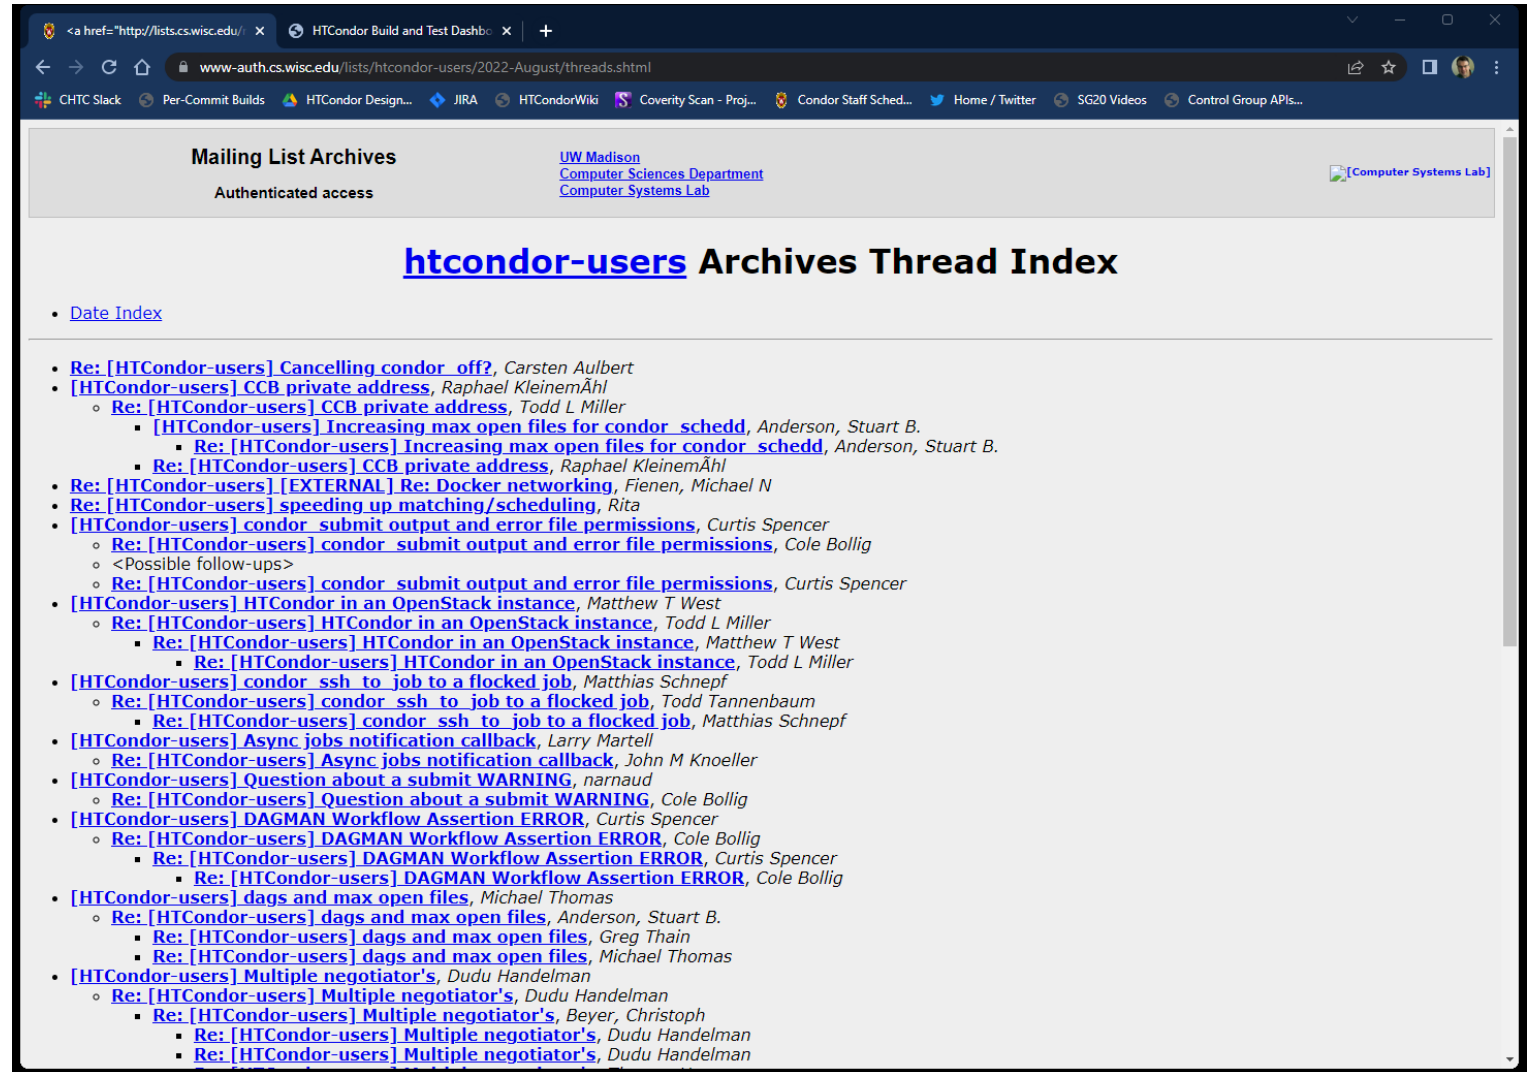 <a href="http://lists.cs.wisc.edu/
HTCondor Build and Test Dashbo
www-auth.cs.wisc.edu/lists/htcondor-users/2022-August/threads.shtml
CHTC Slack Per-Commit Builds HTCondor Design... JIRA HTCondorWiki Coverity Scan - Proj... Condor Staff Sched... Home / Twitter SG20 Videos Control Group APIs...
Mailing List Archives
Authenticated access
UW Madison
Computer Sciences Department
Computer Systems Lab
[Computer Systems Lab]
htcondor-users Archives Thread Index
Date Index
Re: [HTCondor-users] Cancelling condor_off?, Carsten Aulbert
[HTCondor-users] CCB private address, Raphael KleinemÃhl
Re: [HTCondor-users] CCB private address, Todd L Miller
[HTCondor-users] Increasing max open files for condor_schedd, Anderson, Stuart B.
Re: [HTCondor-users] Increasing max open files for condor_schedd, Anderson, Stuart B.
Re: [HTCondor-users] CCB private address, Raphael KleinemÃhl
Re: [HTCondor-users] [EXTERNAL] Re: Docker networking, Fienen, Michael N
Re: [HTCondor-users] speeding up matching/scheduling, Rita
[HTCondor-users] condor_submit output and error file permissions, Curtis Spencer
Re: [HTCondor-users] condor_submit output and error file permissions, Cole Bollig
<Possible follow-ups>
Re: [HTCondor-users] condor_submit output and error file permissions, Curtis Spencer
[HTCondor-users] HTCondor in an OpenStack instance, Matthew T West
Re: [HTCondor-users] HTCondor in an OpenStack instance, Todd L Miller
Re: [HTCondor-users] HTCondor in an OpenStack instance, Matthew T West
Re: [HTCondor-users] HTCondor in an OpenStack instance, Todd L Miller
[HTCondor-users] condor_ssh_to_job to a flocked job, Matthias Schnepf
Re: [HTCondor-users] condor_ssh_to_job to a flocked job, Todd Tannenbaum
Re: [HTCondor-users] condor_ssh_to_job to a flocked job, Matthias Schnepf
[HTCondor-users] Async jobs notification callback, Larry Martell
Re: [HTCondor-users] Async jobs notification callback, John M Knoeller
[HTCondor-users] Question about a submit WARNING, narnaud
Re: [HTCondor-users] Question about a submit WARNING, Cole Bollig
[HTCondor-users] DAGMAN Workflow Assertion ERROR, Curtis Spencer
Re: [HTCondor-users] DAGMAN Workflow Assertion ERROR, Cole Bollig
Re: [HTCondor-users] DAGMAN Workflow Assertion ERROR, Curtis Spencer
Re: [HTCondor-users] DAGMAN Workflow Assertion ERROR, Cole Bollig
[HTCondor-users] dags and max open files, Michael Thomas
Re: [HTCondor-users] dags and max open files, Anderson, Stuart B.
Re: [HTCondor-users] dags and max open files, Greg Thain
Re: [HTCondor-users] dags and max open files, Michael Thomas
[HTCondor-users] Multiple negotiator's, Dudu Handelman
Re: [HTCondor-users] Multiple negotiator's, Dudu Handelman
Re: [HTCondor-users] Multiple negotiator's, Beyer, Christoph
Re: [HTCondor-users] Multiple negotiator's, Dudu Handelman
Re: [HTCondor-users] Multiple negotiator's, Dudu Handelman